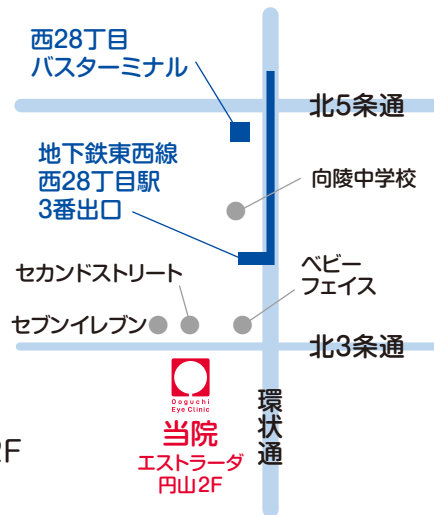 西28丁目
バスターミナル
北5条通
地下鉄東西線
西28丁目駅
3番出口
向陵中学校
セカンドストリート
ベビー
フェイス
セブンイレブン
北3条通
Doguchi
Eye Clinic
当院
エストラーダ
円山2F
環状通
2F